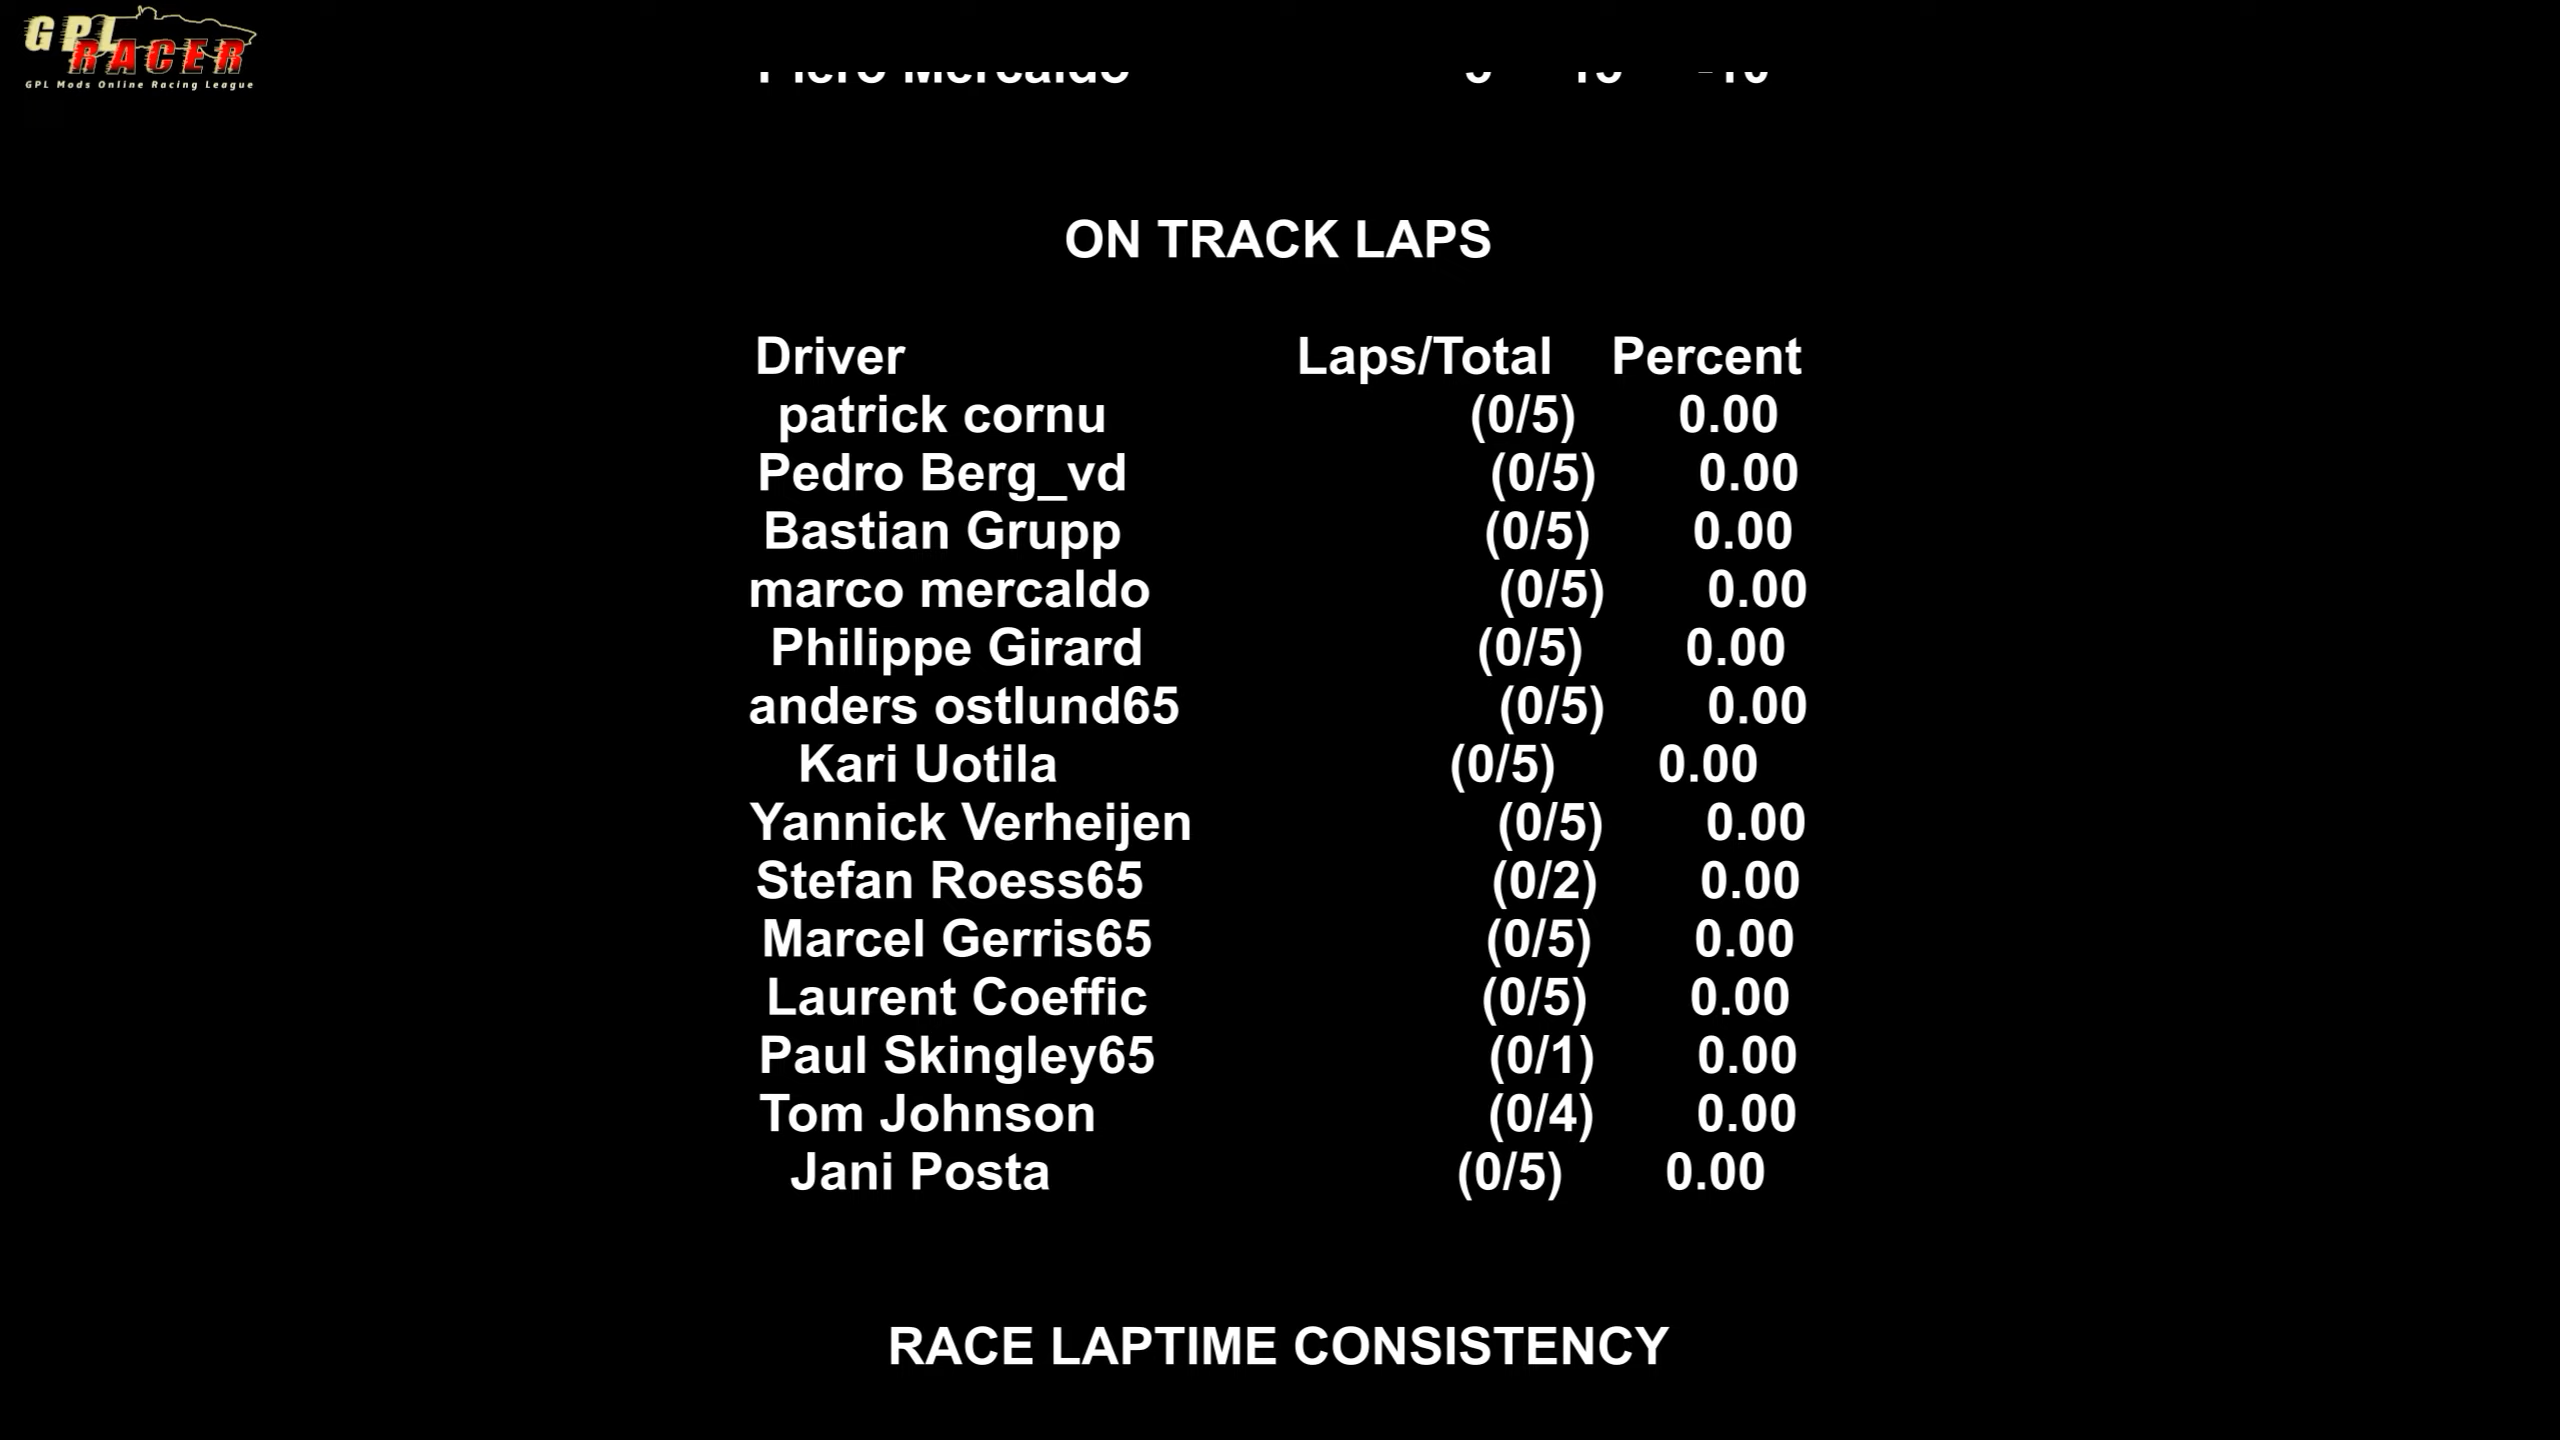 GPL
RACER
GPL Mods Online Racing League
Piero Mercaldo
ON TRACK LAPS
Driver Laps/Total Percent
patrick cornu (0/5) 0.00
Pedro Berg_vd (0/5) 0.00
Bastian Grupp (0/5) 0.00
marco mercaldo (0/5) 0.00
Philippe Girard (0/5) 0.00
anders ostlund65 (0/5) 0.00
Kari Uotila (0/5) 0.00
Yannick Verheijen (0/5) 0.00
Stefan Roess65 (0/2) 0.00
Marcel Gerris65 (0/5) 0.00
Laurent Coeffic (0/5) 0.00
Paul Skingley65 (0/1) 0.00
Tom Johnson (0/4) 0.00
Jani Posta (0/5) 0.00
RACE LAPTIME CONSISTENCY